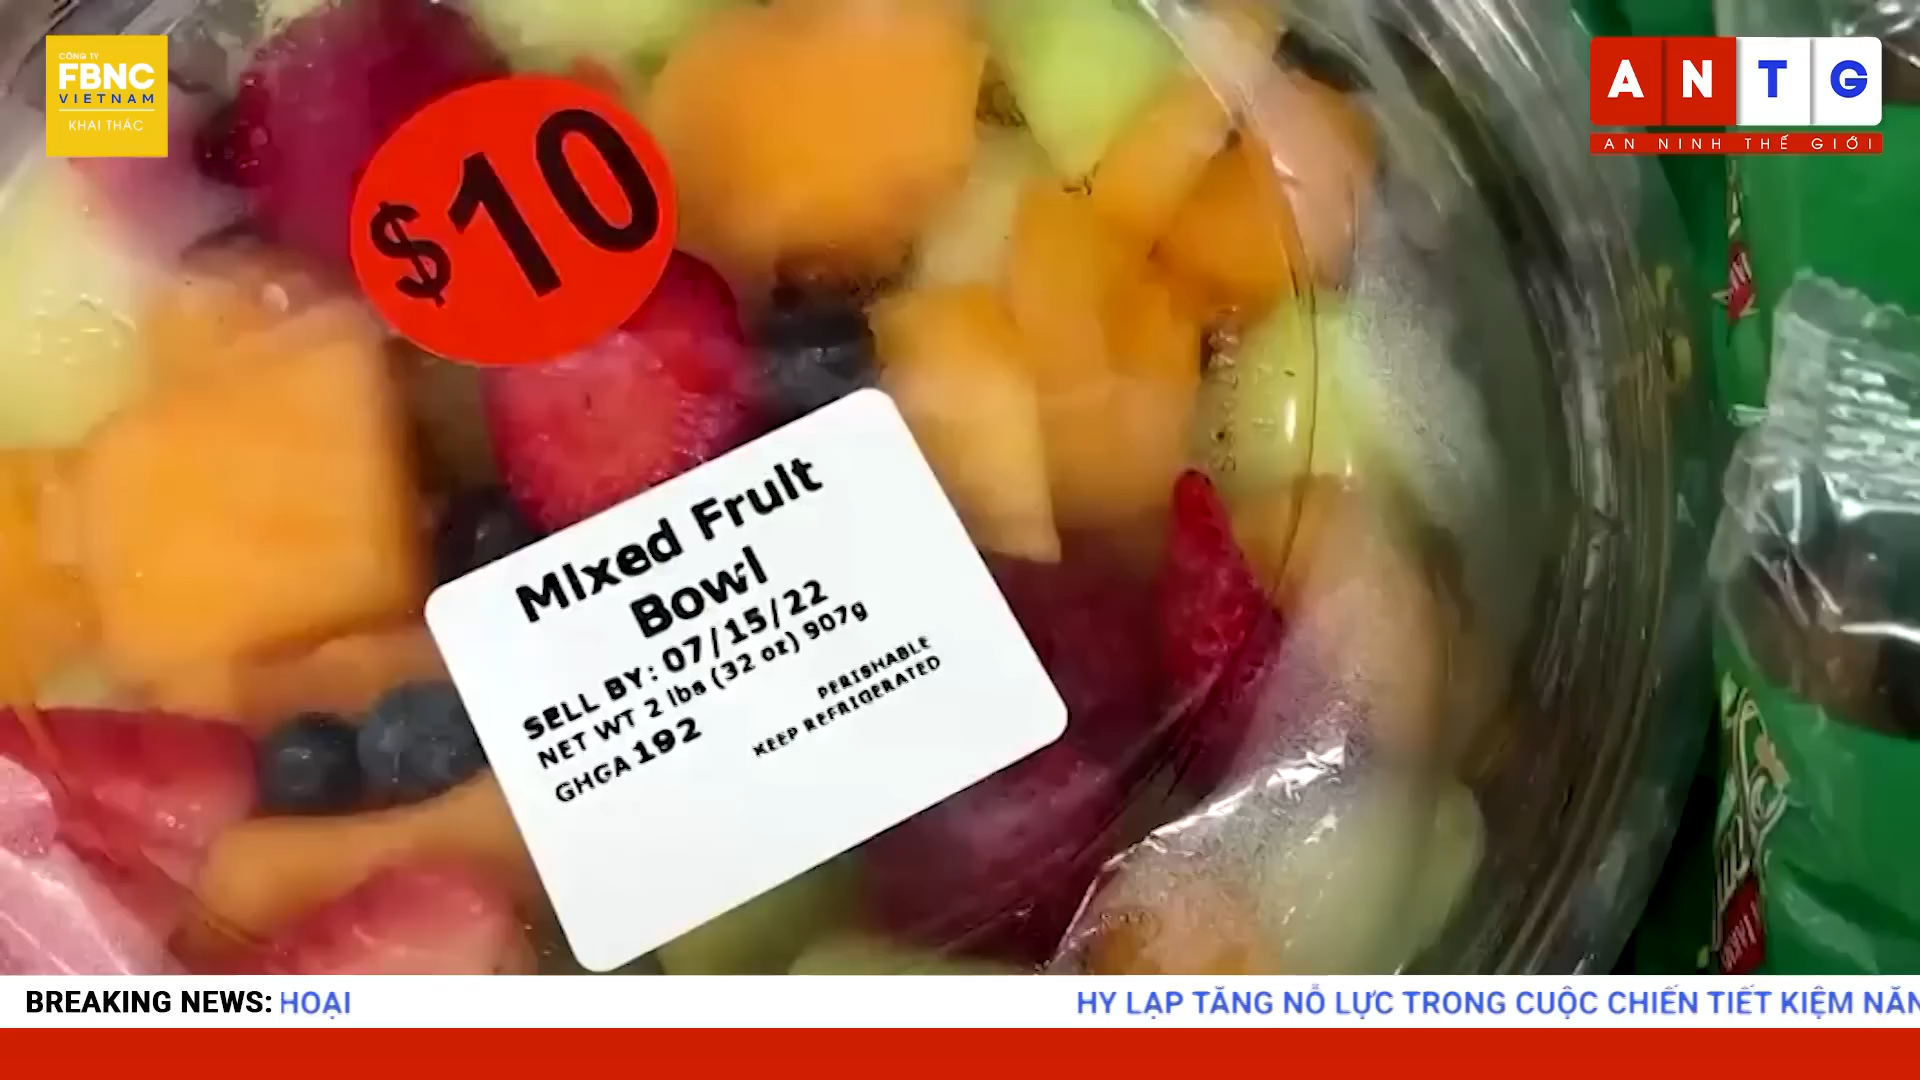 CÔNG TY
FBNC
VIETNAM
KHAI THÁC
ANTG
AN NINH THẾ GIỚI
$10
Mixed Fruit
Bowl
SELL BY: 07/15/22
NET WT 2 lbs (32 oz) 907g
GHGA 192
PERISHABLE
KEEP REFRIGERATED
BREAKING NEWS: HOẠI
HY LẠP TĂNG NỖ LỰC TRONG CUỘC CHIẾN TIẾT KIỆM NĂN